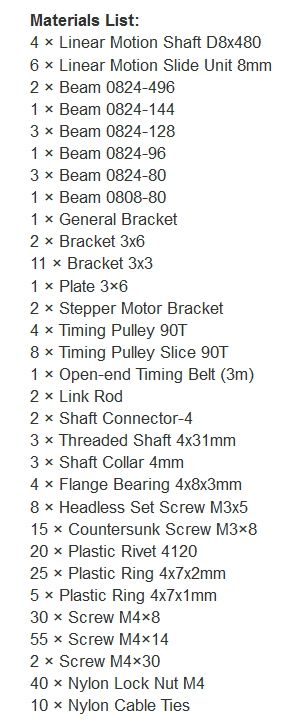 Materials List:
4 × Linear Motion Shaft D8x480
6 × Linear Motion Slide Unit 8mm
2 × Beam 0824-496
1 × Beam 0824-144
3 × Beam 0824-128
1 × Beam 0824-96
3 × Beam 0824-80
1 × Beam 0808-80
1 × General Bracket
2 × Bracket 3x6
11 × Bracket 3x3
1 × Plate 3×6
2 × Stepper Motor Bracket
4 × Timing Pulley 90T
8 × Timing Pulley Slice 90T
1 × Open-end Timing Belt (3m)
2 × Link Rod
2 × Shaft Connector-4
3 × Threaded Shaft 4x31mm
3 × Shaft Collar 4mm
4 × Flange Bearing 4x8x3mm
8 × Headless Set Screw M3x5
15 × Countersunk Screw M3×8
20 × Plastic Rivet 4120
25 × Plastic Ring 4x7x2mm
5 × Plastic Ring 4x7x1mm
30 × Screw M4×8
55 × Screw M4×14
2 × Screw M4×30
40 × Nylon Lock Nut M4
10 × Nylon Cable Ties